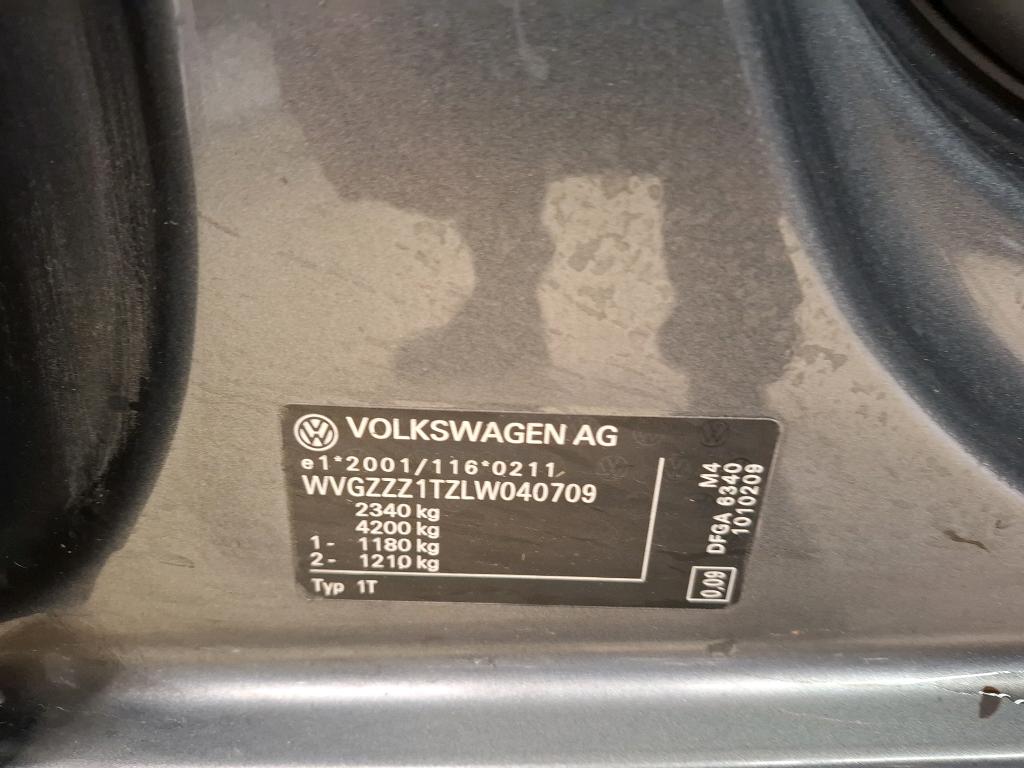 VOLKSWAGEN AG
e1*2001/116*0211
WVGZZZ1TZLW040709
2340 kg
4200 kg
1- 1180 kg
2- 1210 kg
Typ 1T
M4
DFGA 6340
1010209
0,09